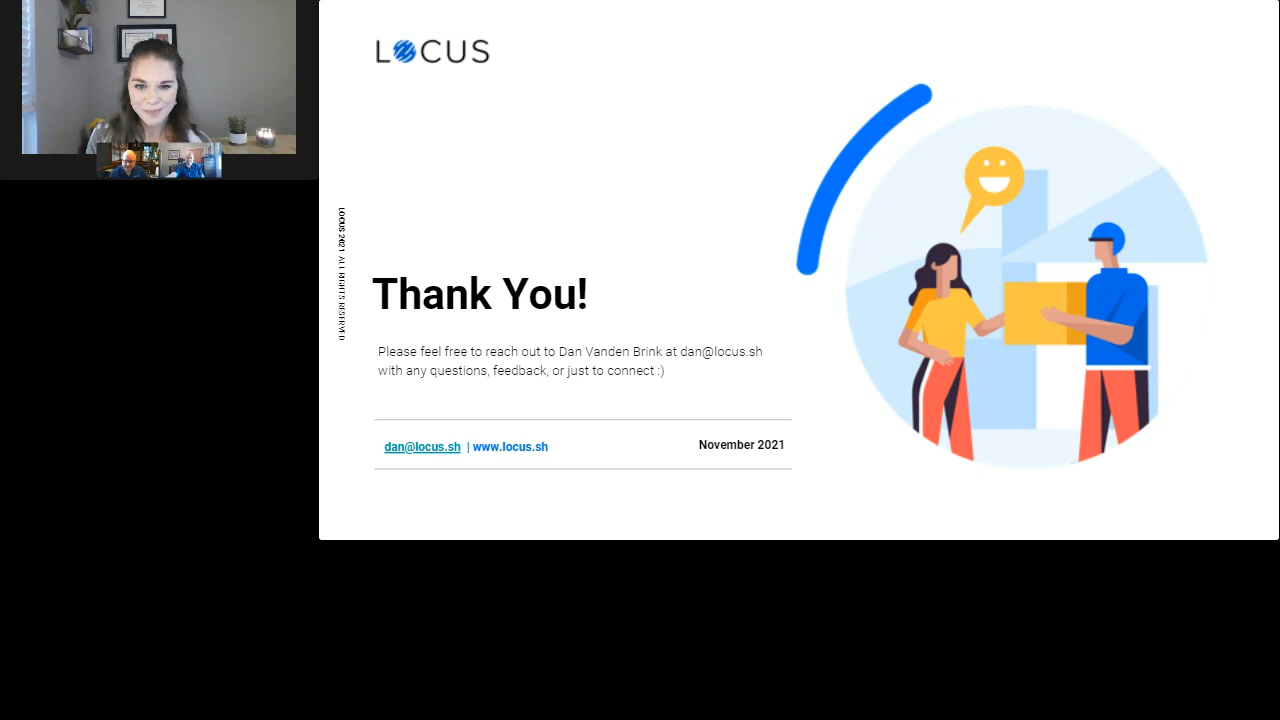 LOCUS
LOCUS 2021 ALL RIGHTS RESERVED
Thank You!
Please feel free to reach out to Dan Vanden Brink at dan@locus.sh
with any questions, feedback, or just to connect :)
dan@locus.sh | www.locus.sh
November 2021